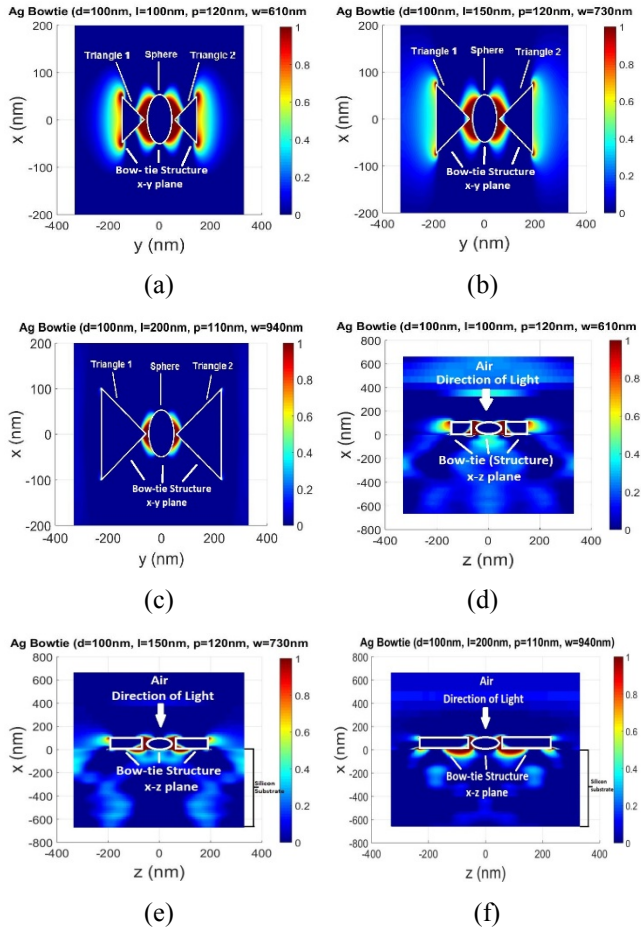 Ag Bowtie (d=100nm, l=100nm, p=120nm, w=610nm
Triangle 1 Sphere Triangle 2
Bow- tie Structure
x-y plane
x (nm)
200
100
0
-100
-200
-400 -200 0 200 400
y (nm)
1
0.8
0.6
0.4
0.2
0
(a)
Ag Bowtie (d=100nm, l=150nm, p=120nm, w=730nm
Triangle 1 Sphere Triangle 2
Bow-tie Structure
x-y plane
x (nm)
200
100
0
-100
-200
-400 -200 0 200 400
y (nm)
1
0.8
0.6
0.4
0.2
0
(b)
Ag Bowtie (d=100nm, l=200nm, p=110nm, w=940nm
Triangle 1 Sphere Triangle 2
Bow-tie Structure
x-y plane
x (nm)
200
100
0
-100
-200
-400 -200 0 200 400
y (nm)
1
0.8
0.6
0.4
0.2
0
(c)
Ag Bowtie (d=100nm, l=100nm, p=120nm, w=610nm
Air
Direction of Light
Bow-tie (Structure)
x-z plane
x (nm)
800
600
400
200
0
-200
-400
-600
-800
-400 -200 0 200 400
z (nm)
1
0.8
0.6
0.4
0.2
0
(d)
Ag Bowtie (d=100nm, l=150nm, p=120nm, w=730nm
Air
Direction of Light
Bow-tie Structure
x-z plane
Silicon
Substrate
x (nm)
800
600
400
200
0
-200
-400
-600
-800
-400 -200 0 200 400
z (nm)
1
0.8
0.6
0.4
0.2
0
(e)
Ag Bowtie (d=100nm, l=200nm, p=110nm, w=940nm)
Air
Direction of Light
Bow-tie Structure
x-z plane
Silicon
Substrate
x (nm)
800
600
400
200
0
-200
-400
-600
-800
-400 -200 0 200 400
z (nm)
1
0.8
0.6
0.4
0.2
0
(f)